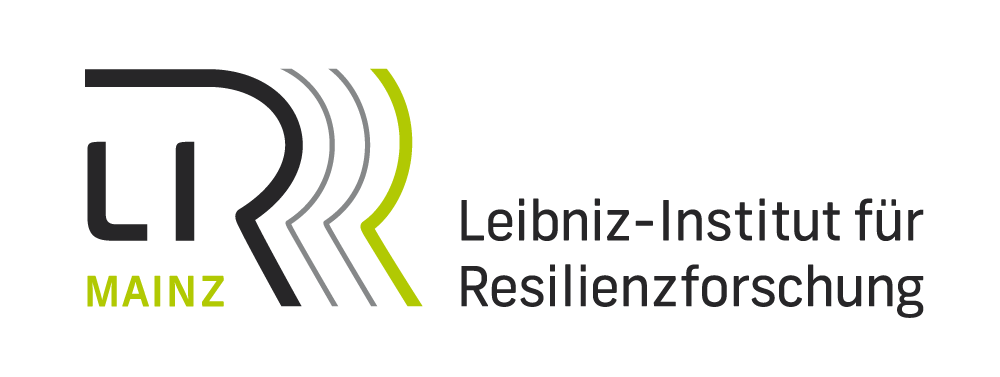 LIR
MAINZ
Leibniz-Institut für
Resilienzforschung